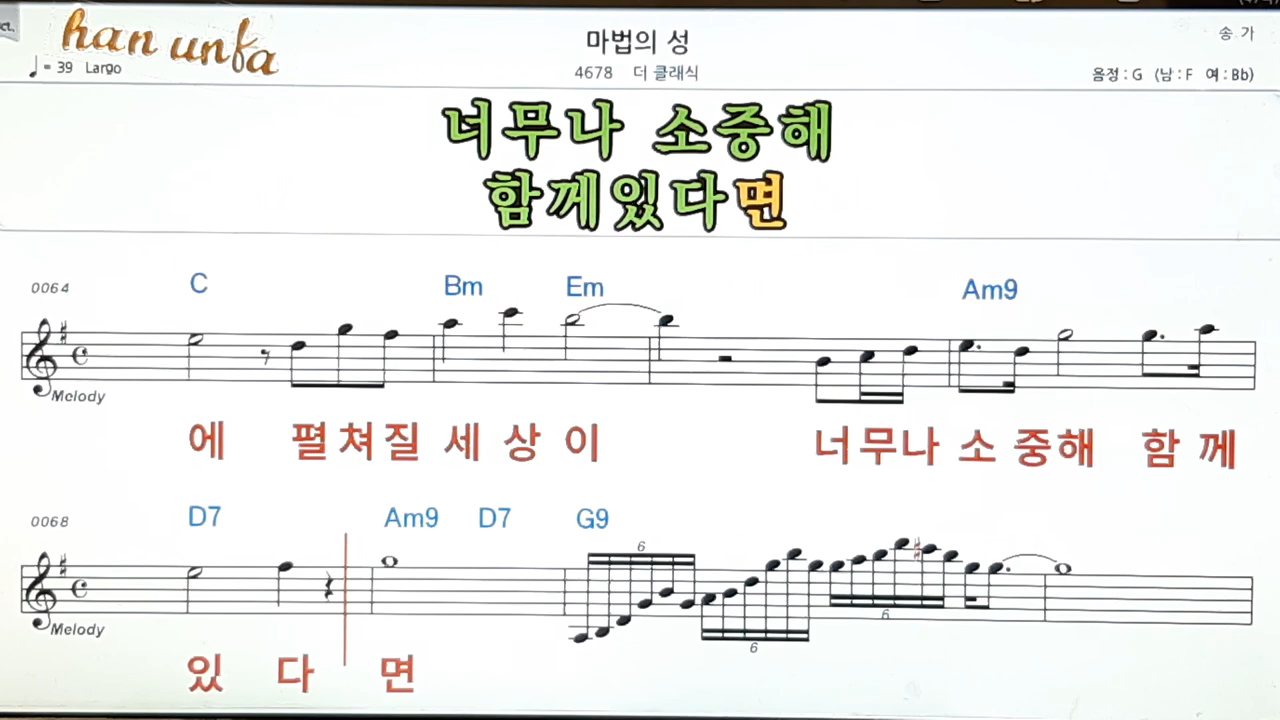 ct.
han unfa
마법의 성
송 가
♩= 39 Largo
4678 더 클래식
음정 : G (남 : F 여 : Bb)
너무나 소중해
함께있다면
0064 C Bm Em Am9
Melody
에 펼쳐질 세 상 이 너무나 소 중해 함 께
0068 D7 Am9 D7 G9
6
6
6
Melody
있 다 면